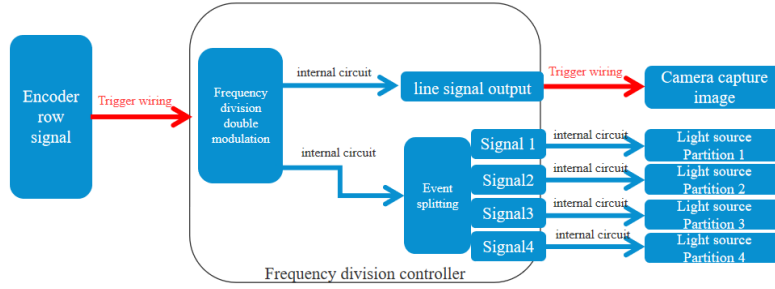 Encoder
row
signal
Trigger wiring
Frequency
division
double
modulation
internal circuit
line signal output
Trigger wiring
Camera capture
image
internal circuit
Event
splitting
Signal 1
internal circuit
Light source
Partition 1
Signal2
internal circuit
Light source
Partition 2
Signal3
internal circuit
Light source
Partition 3
Signal4
internal circuit
Light source
Partition 4
Frequency division controller